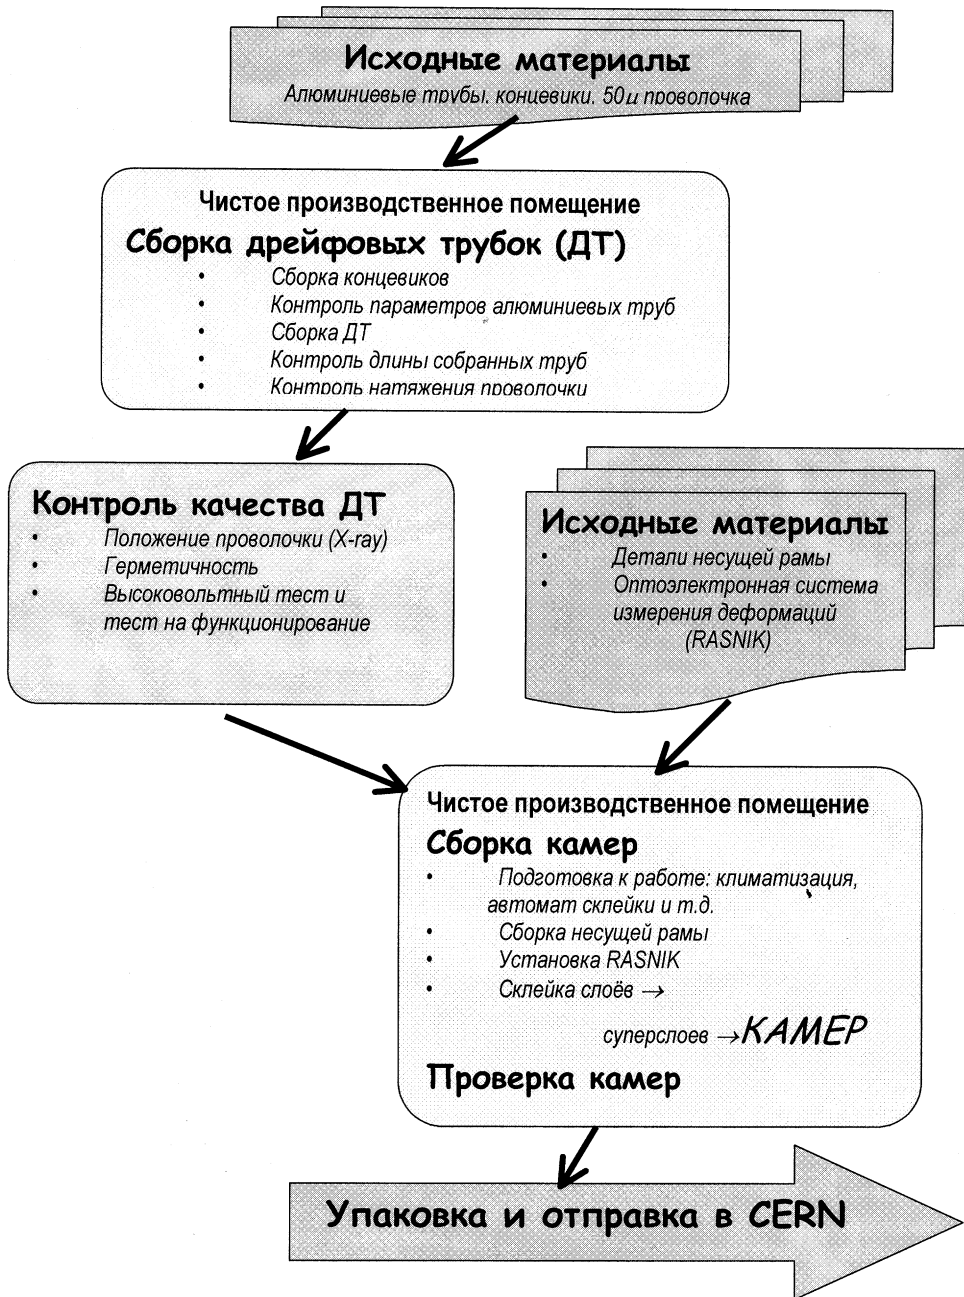 Исходные материалы
Алюминиевые трубы, концевики, 50μ проволочка
Чистое производственное помещение
Сборка дрейфовых трубок (ДТ)
• Сборка концевиков
• Контроль параметров алюминиевых труб
• Сборка ДТ
• Контроль длины собранных труб
• Контроль натяжения проволочки
Контроль качества ДТ
• Положение проволочки (X-ray)
• Герметичность
• Высоковольтный тест и
тест на функционирование
Исходные материалы
• Детали несущей рамы
• Оптоэлектронная система
измерения деформаций
(RASNIK)
Чистое производственное помещение
Сборка камер
• Подготовка к работе: климатизация,
автомат склейки и т.д.
• Сборка несущей рамы
• Установка RASNIK
• Склейка слоёв →
суперслоев →КАМЕР
Проверка камер
Упаковка и отправка в CERN